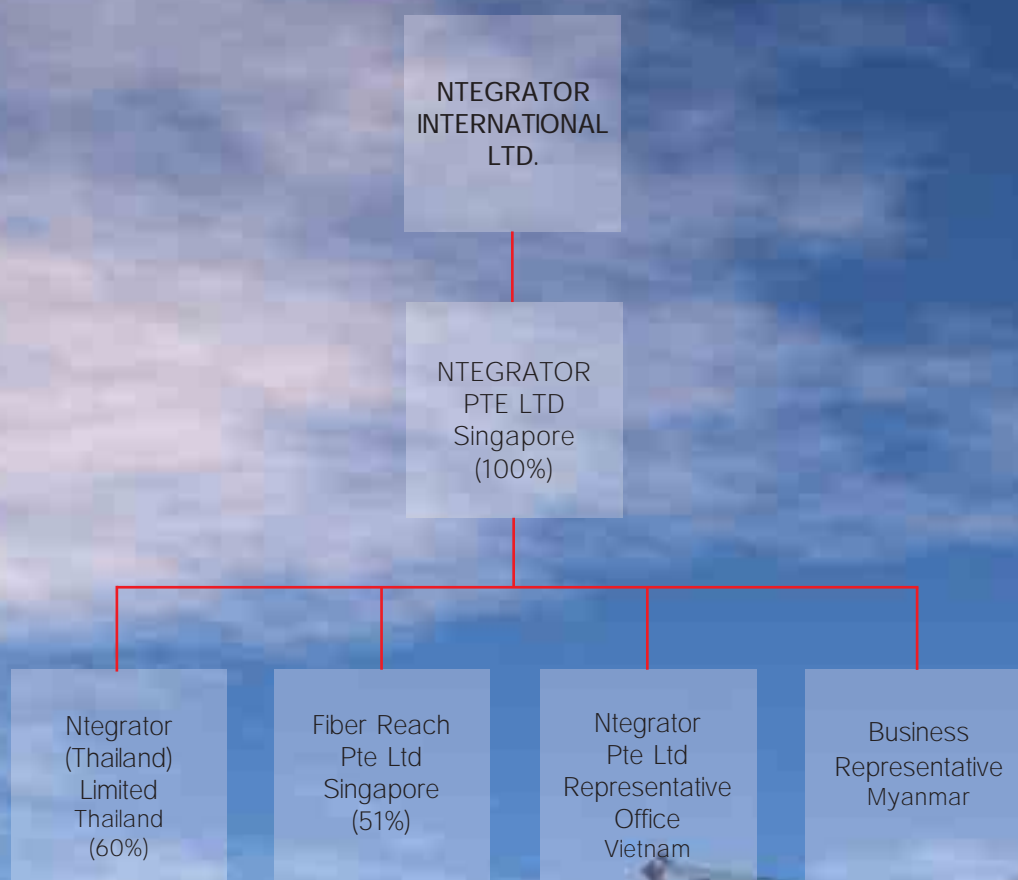 NTEGRATOR
INTERNATIONAL
LTD.
NTEGRATOR
PTE LTD
Singapore
(100%)
Ntegrator
(Thailand)
Limited
Thailand
(60%)
Fiber Reach
Pte Ltd
Singapore
(51%)
Ntegrator
Pte Ltd
Representative
Office
Vietnam
Business
Representative
Myanmar